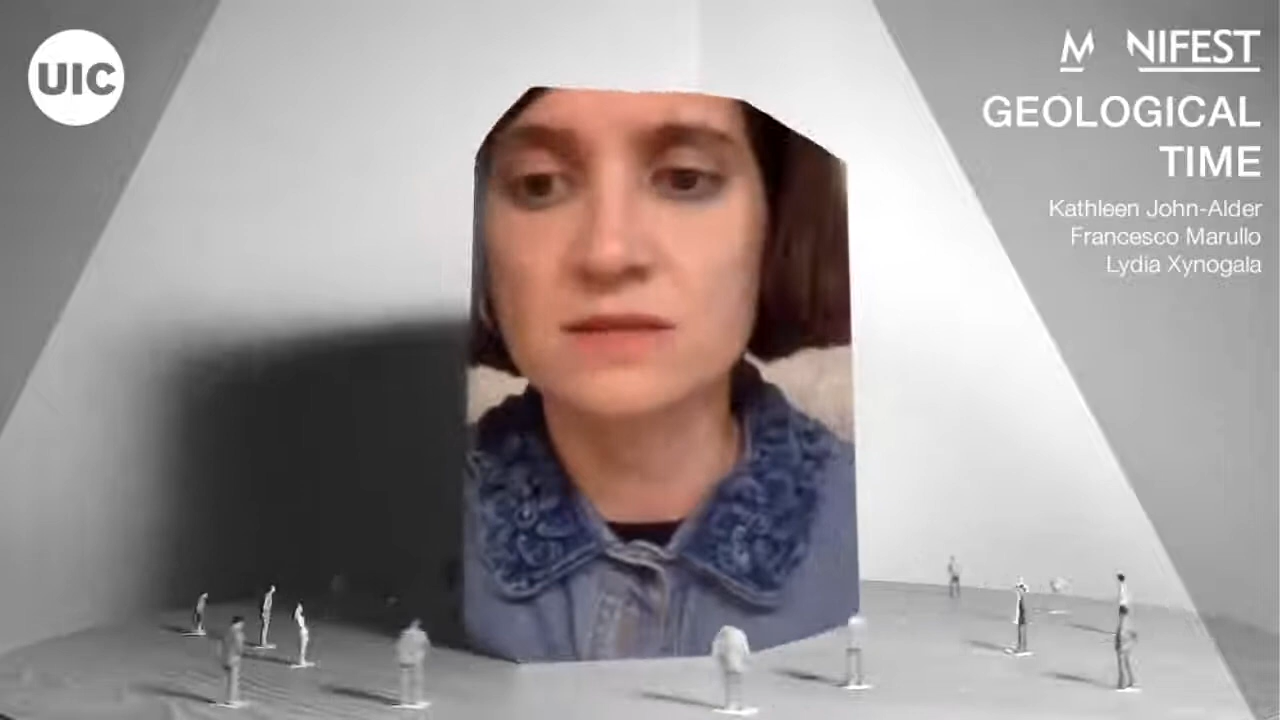 UIC
M NIFEST
GEOLOGICAL
TIME
Kathleen John-Alder
Francesco Marullo
Lydia Xynogala